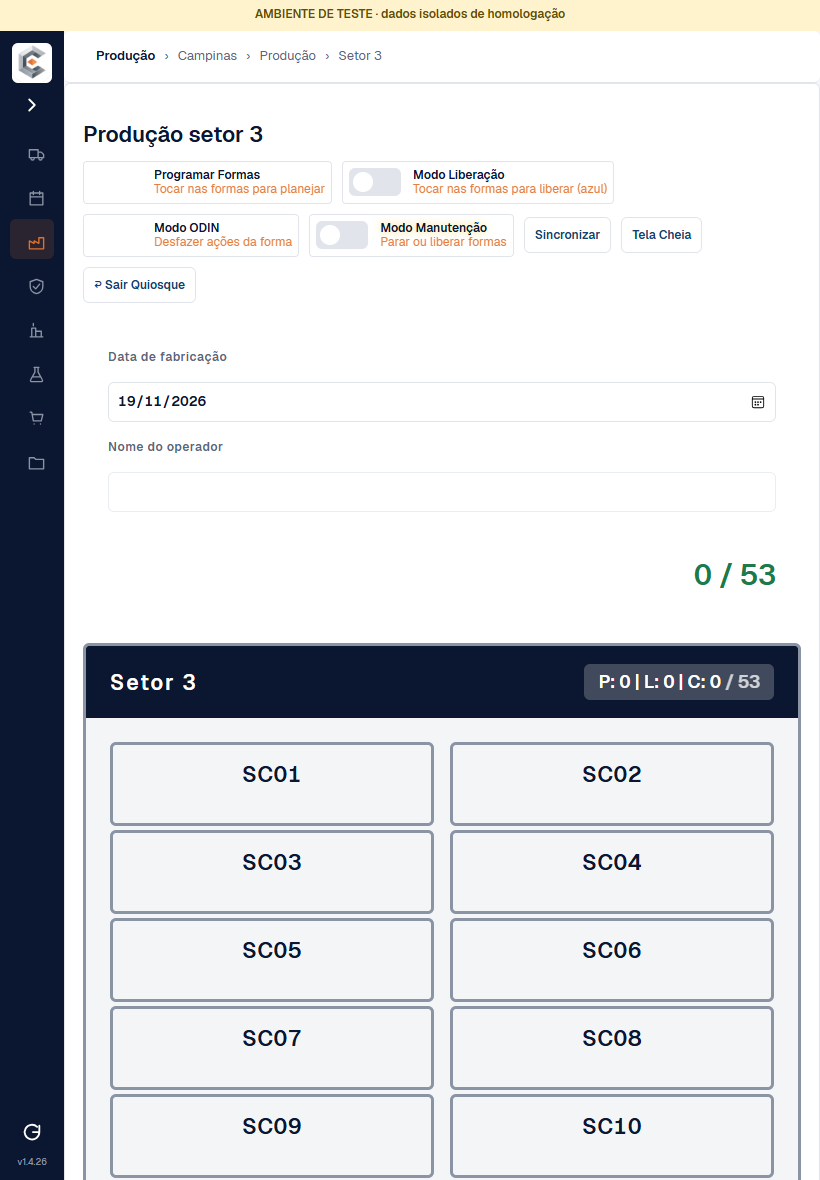 AMBIENTE DE TESTE · dados isolados de homologação
Produção › Campinas › Produção › Setor 3
Produção setor 3
Programar Formas
Tocar nas formas para planejar
Modo Liberação
Tocar nas formas para liberar (azul)
Modo ODIN
Desfazer ações da forma
Modo Manutenção
Parar ou liberar formas
Sincronizar
Tela Cheia
Sair Quiosque
Data de fabricação
19/11/2026
Nome do operador
0 / 53
Setor 3
P: 0 | L: 0 | C: 0 / 53
SC01
SC02
SC03
SC04
SC05
SC06
SC07
SC08
SC09
SC10
v1.4.26